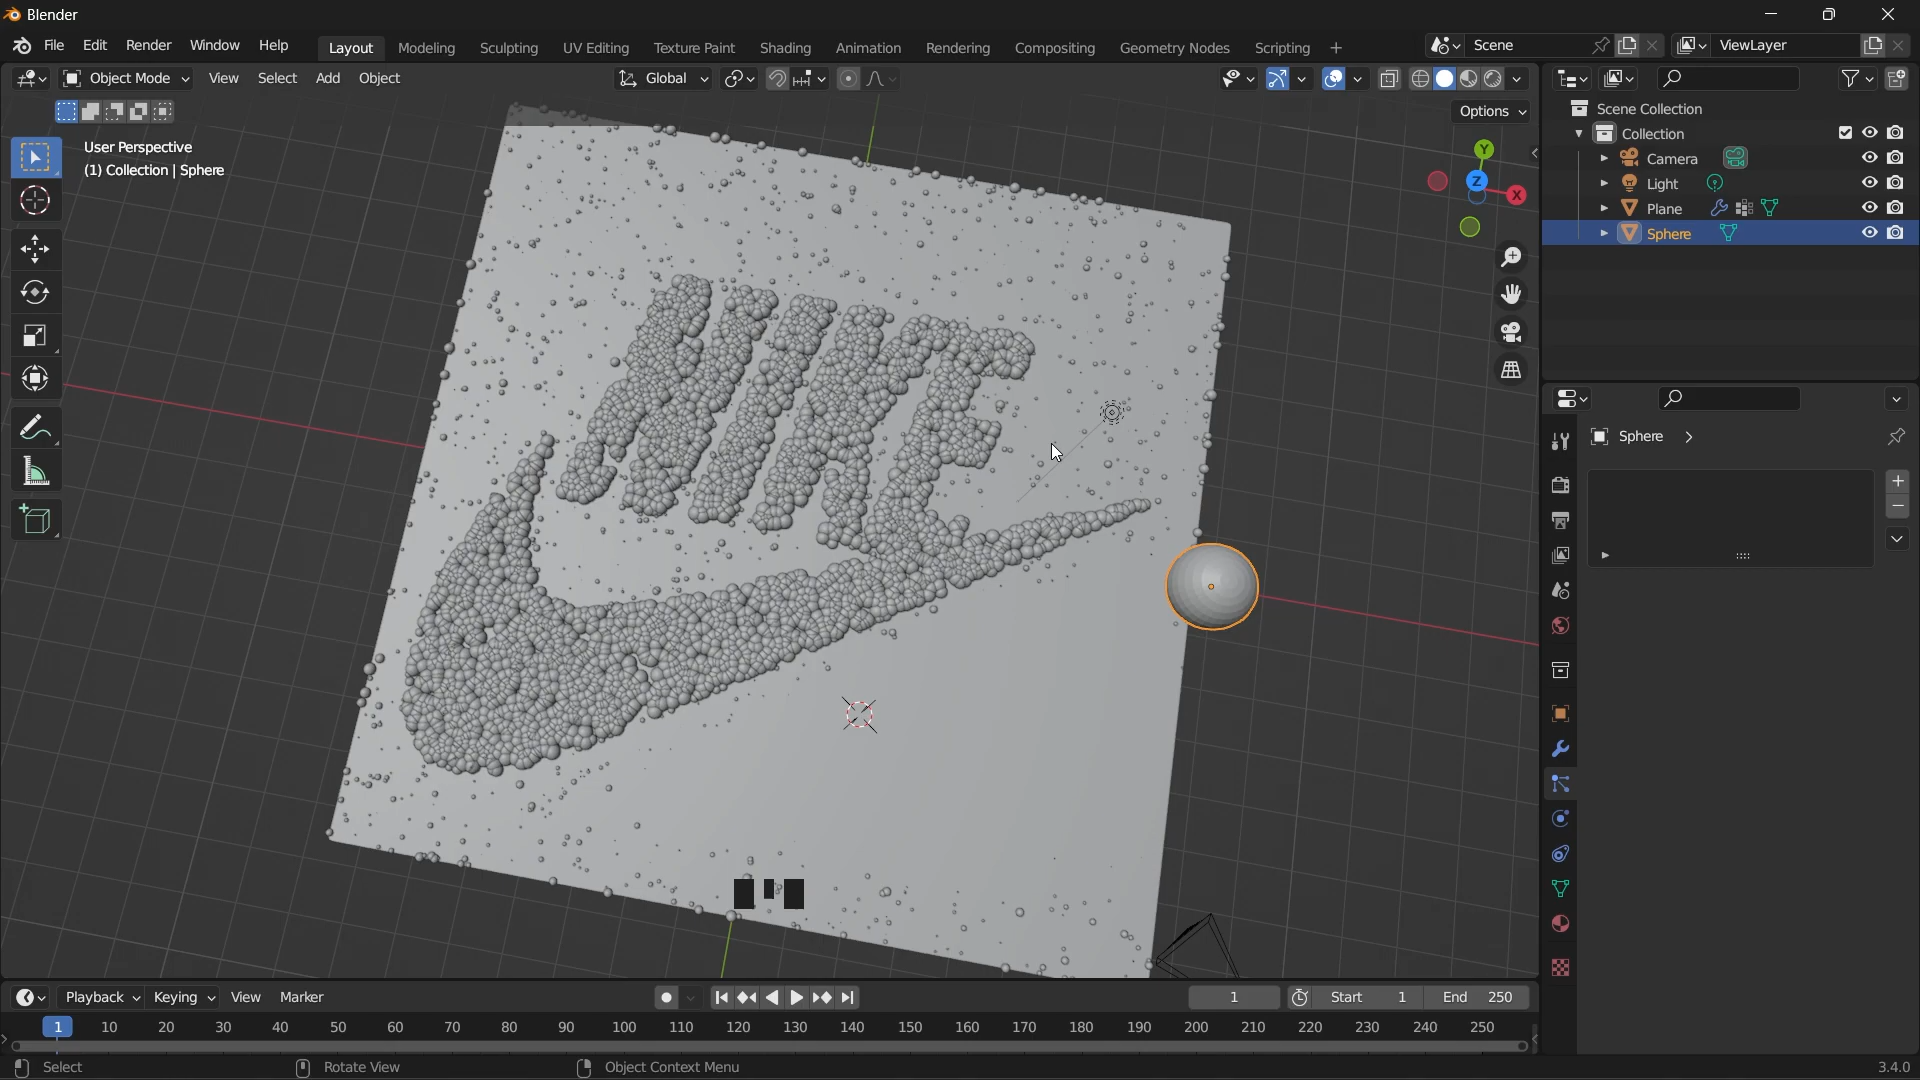 Blender
File Edit Render Window Help Layout Modeling Sculpting UV Editing Texture Paint Shading Animation Rendering Compositing Geometry Nodes Scripting + Scene ViewLayer
Object Mode View Select Add Object Global
Options
User Perspective
(1) Collection | Sphere
Y
Z
X
NIKE
Scene Collection
Collection
Camera
Light
Plane
Sphere
Sphere
Playback Keying View Marker 1 Start 1 End 250
1 10 20 30 40 50 60 70 80 90 100 110 120 130 140 150 160 170 180 190 200 210 220 230 240 250
Select Rotate View Object Context Menu 3.4.0